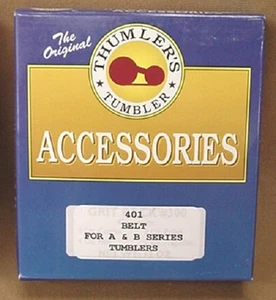 The
Original
THUMLER'S
TUMBLER
ACCESSORIES
401
BELT
FOR A & B SERIES
TUMBLERS